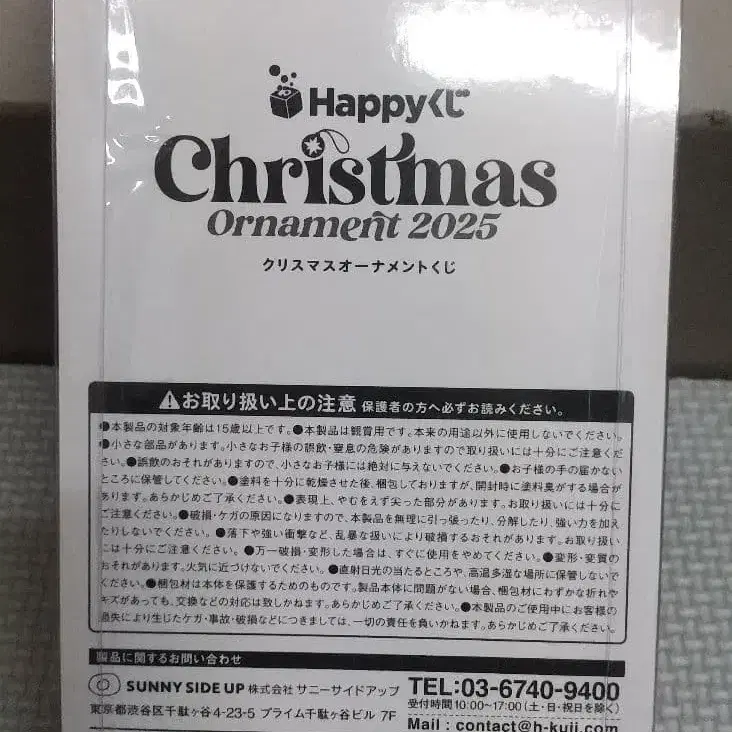 Happyくじ
Christmas
Ornament 2025
クリスマスオーナメントくじ
お取り扱い上の注意 保護者の方へ必ずお読みください。
●本製品の対象年齢は15歳以上です。●本製品は観賞用です。本来の用途以外に使用しないでください。
●小さな部品があります。小さなお子様の誤飲・窒息の危険がありますので取り扱いには十分にご注意くだ
さい。●誤飲のおそれがありますので、小さなお子様には絶対に与えないでください。●お子様の手の届かない
ところに保管してください。●塗料を十分に乾燥させた後、梱包しておりますが、開封時に塗料臭がする場合が
あります。あらかじめご了承ください。●表現上、やむをえず尖った部分があります。お取り扱いには十分に
ご注意ください。●破損・ケガの原因になりますので、本製品を無理に引っ張ったり、分解したり、強い力を加え
たりしないでください。●落下や強い衝撃など、乱暴な扱いにより破損するおそれがあります。お取り扱い
には十分にご注意ください。●万一破損・変形した場合は、すぐに使用をやめてください。●変形・変質の
おそれがあります。火気に近づけないでください。●直射日光の当たるところや、高温多湿な場所に保管しないで
ください。●梱包材は本体を保護するためのものです。製品本体に問題がない場合、梱包材にわずかな折れや
キズがあっても、交換などの対応は致しかねます。あらかじめご了承ください。●本製品のご使用中にお客様の
過失により生じたケガ・事故・破損などにつきましては、一切の責任を負いかねます。あらかじめご了承ください。
製品に関するお問い合わせ
SUNNY SIDE UP 株式会社 サニーサイドアップ
東京都渋谷区千駄ヶ谷4-23-5 プライム千駄ヶ谷ビル 7F
TEL:03-6740-9400
受付時間10:00~17:00(土・日・祝日を除く)
Mail : contact@h-kuji.com